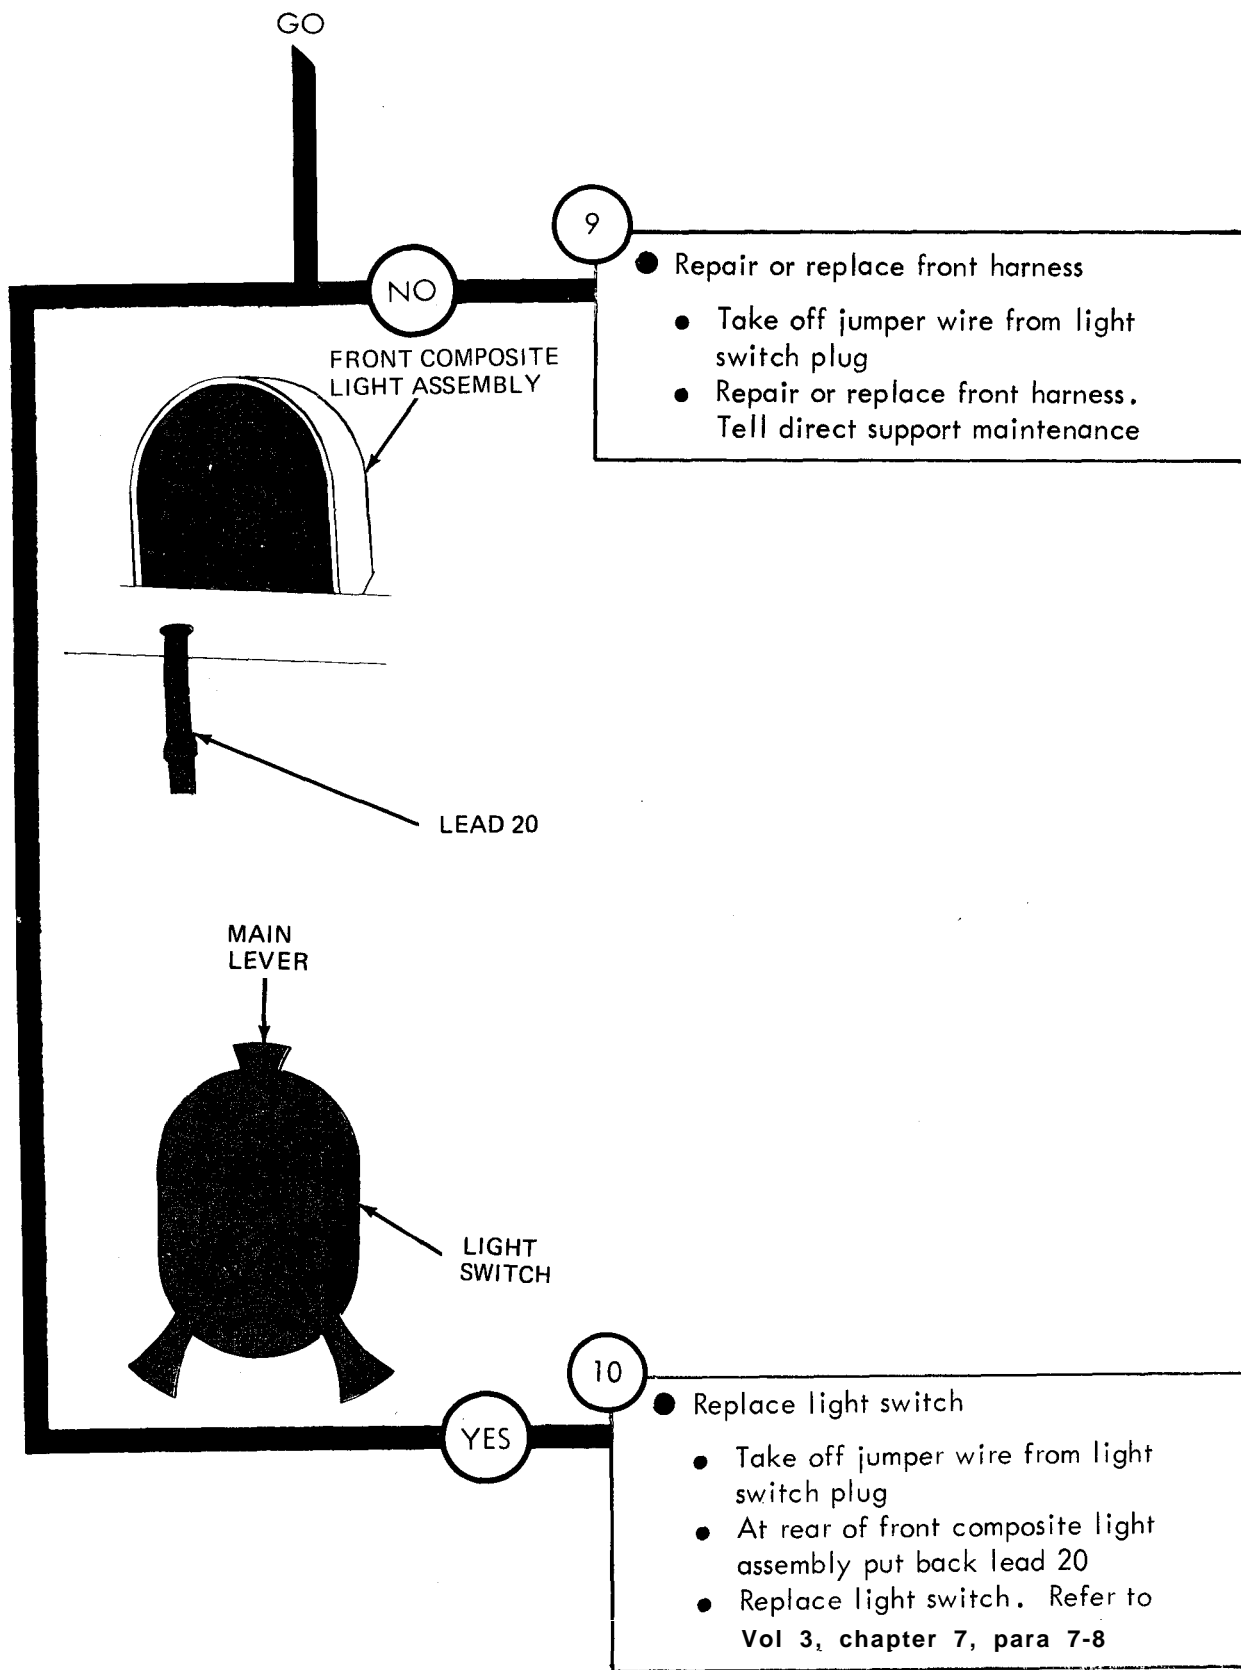 GO
9
● Repair or replace front harness
NO
● Take off jumper wire from light
switch plug
● Repair or replace front harness.
Tell direct support maintenance
FRONT COMPOSITE
LIGHT ASSEMBLY
LEAD 20
MAIN
LEVER
LIGHT
SWITCH
10
● Replace light switch
YES
● Take off jumper wire from light
switch plug
● At rear of front composite light
assembly put back lead 20
● Replace light switch. Refer to
Vol 3, chapter 7, para 7-8